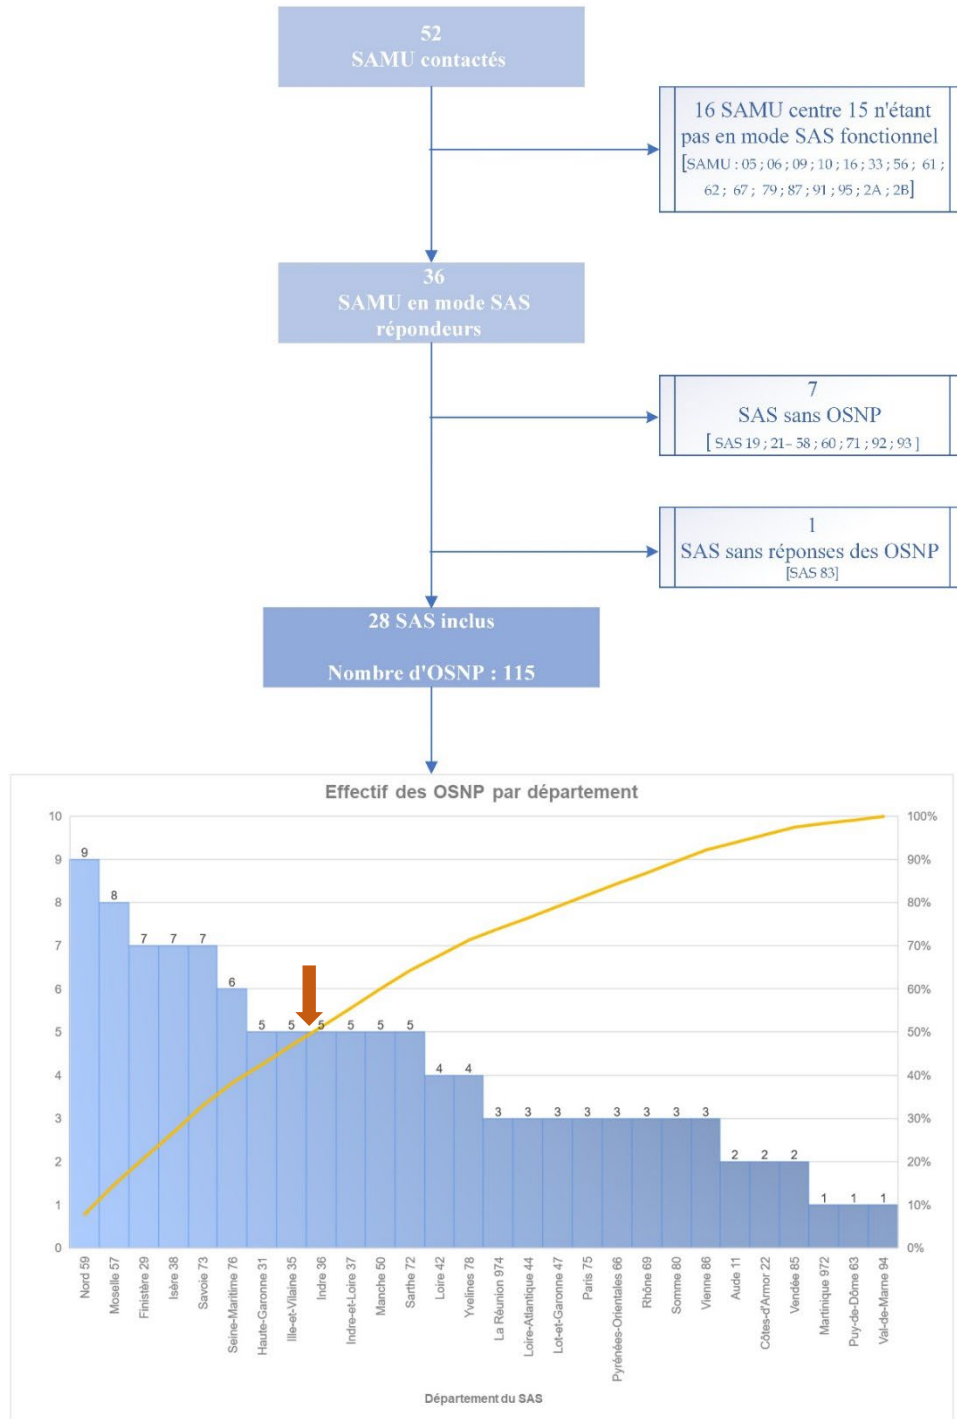 52
SAMU contactés
16 SAMU centre 15 n'étant
pas en mode SAS fonctionnel
[SAMU : 05 ; 06 ; 09 ; 10 ; 16 ; 33 ; 56 ; 61 ;
62 ; 67 ; 79 ; 87 ; 91 ; 95 ; 2A ; 2B]
36
SAMU en mode SAS
répondeurs
7
SAS sans OSNP
[ SAS 19 ; 21– 58 ; 60 ; 71 ; 92 ; 93 ]
1
SAS sans réponses des OSNP
[SAS 83]
28 SAS inclus
Nombre d'OSNP : 115
Effectif des OSNP par département
10 100%
9 9 90%
8 8 80%
7 7 7 7 70%
6 6 60%
5 5 5 5 5 5 5 50%
4 4 4 40%
3 3 3 3 3 3 3 3 3 30%
2 2 2 2 20%
1 1 1 1 10%
0 0%
Nord 59
Moselle 57
Finistère 29
Isère 38
Savoie 73
Seine-Maritime 76
Haute-Garonne 31
Ille-et-Vilaine 35
Indre 36
Indre-et-Loire 37
Manche 50
Sarthe 72
Loire 42
Yvelines 78
La Réunion 974
Loire-Atlantique 44
Lot-et-Garonne 47
Paris 75
Pyrénées-Orientales 66
Rhône 69
Somme 80
Vienne 86
Aude 11
Côtes-d'Armor 22
Vendée 85
Martinique 972
Puy-de-Dôme 63
Val-de-Marne 94
Département du SAS